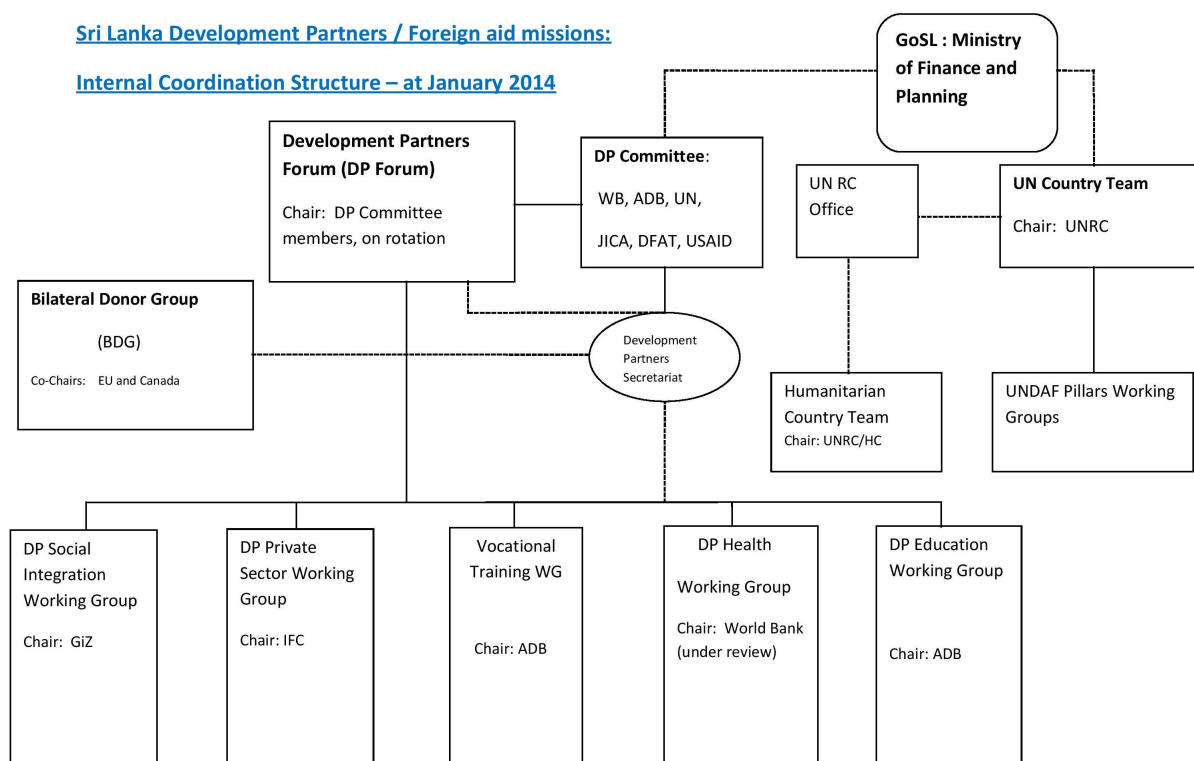 Sri Lanka Development Partners / Foreign aid missions:
Internal Coordination Structure – at January 2014
GoSL : Ministry
of Finance and
Planning
Development Partners
Forum (DP Forum)
Chair: DP Committee
members, on rotation
DP Committee:
WB, ADB, UN,
JICA, DFAT, USAID
UN RC
Office
UN Country Team
Chair: UNRC
Bilateral Donor Group
(BDG)
Co-Chairs: EU and Canada
Development
Partners
Secretariat
Humanitarian
Country Team
Chair: UNRC/HC
UNDAF Pillars Working
Groups
DP Social
Integration
Working Group
Chair: GiZ
DP Private
Sector Working
Group
Chair: IFC
Vocational
Training WG
Chair: ADB
DP Health
Working Group
Chair: World Bank
(under review)
DP Education
Working Group
Chair: ADB